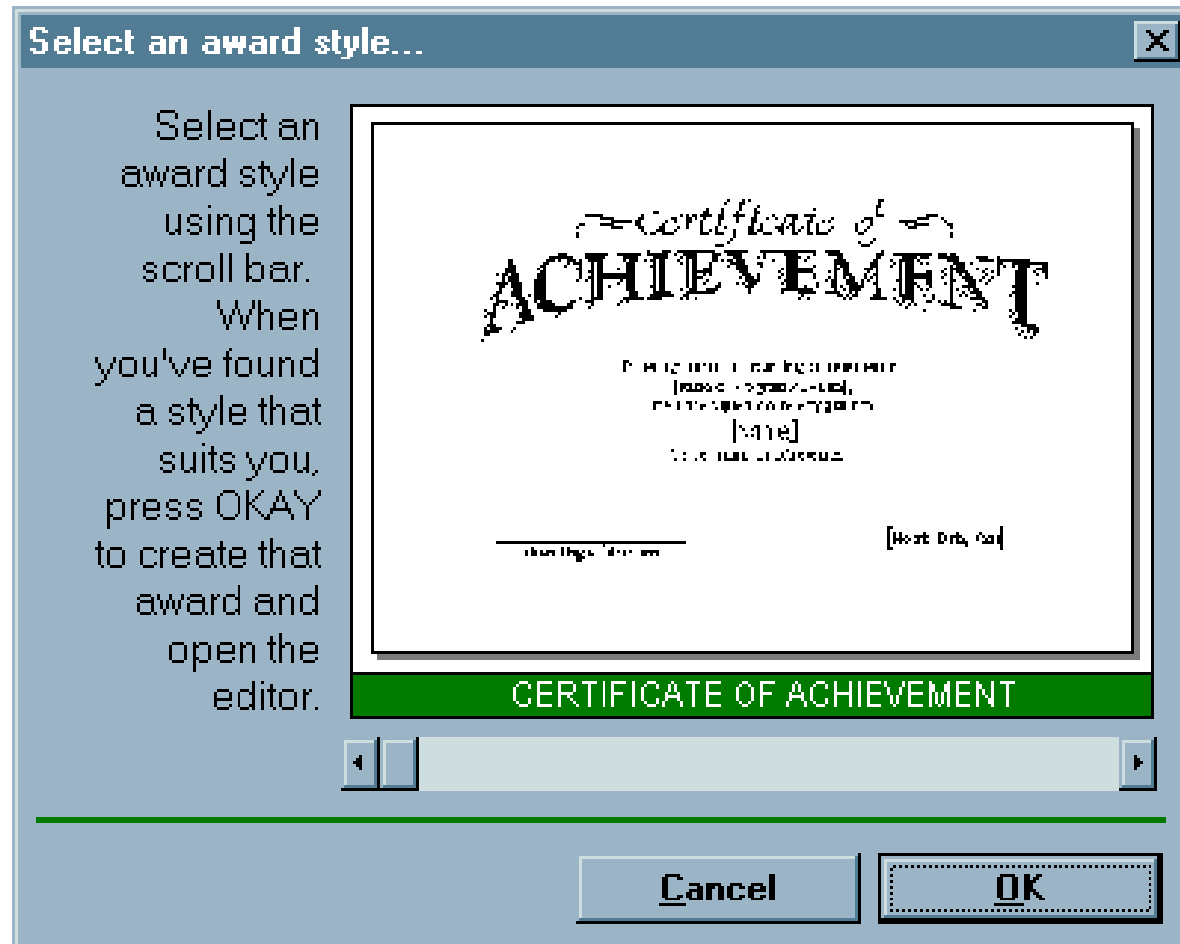 Select an award style...
Select an
award style
using the
scroll bar.
When
you've found
a style that
suits you,
press OKAY
to create that
award and
open the
editor.
Certificate of
ACHIEVEMENT
[Name]
CERTIFICATE OF ACHIEVEMENT
Cancel
OK